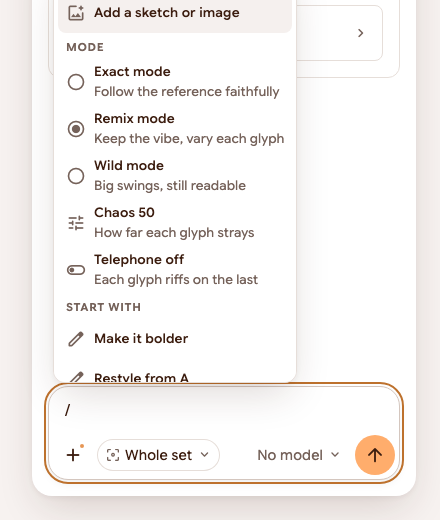 Add a sketch or image
MODE
Exact mode
Follow the reference faithfully
Remix mode
Keep the vibe, vary each glyph
Wild mode
Big swings, still readable
Chaos 50
How far each glyph strays
Telephone off
Each glyph riffs on the last
START WITH
Make it bolder
Restyle from A
/
Whole set
No model